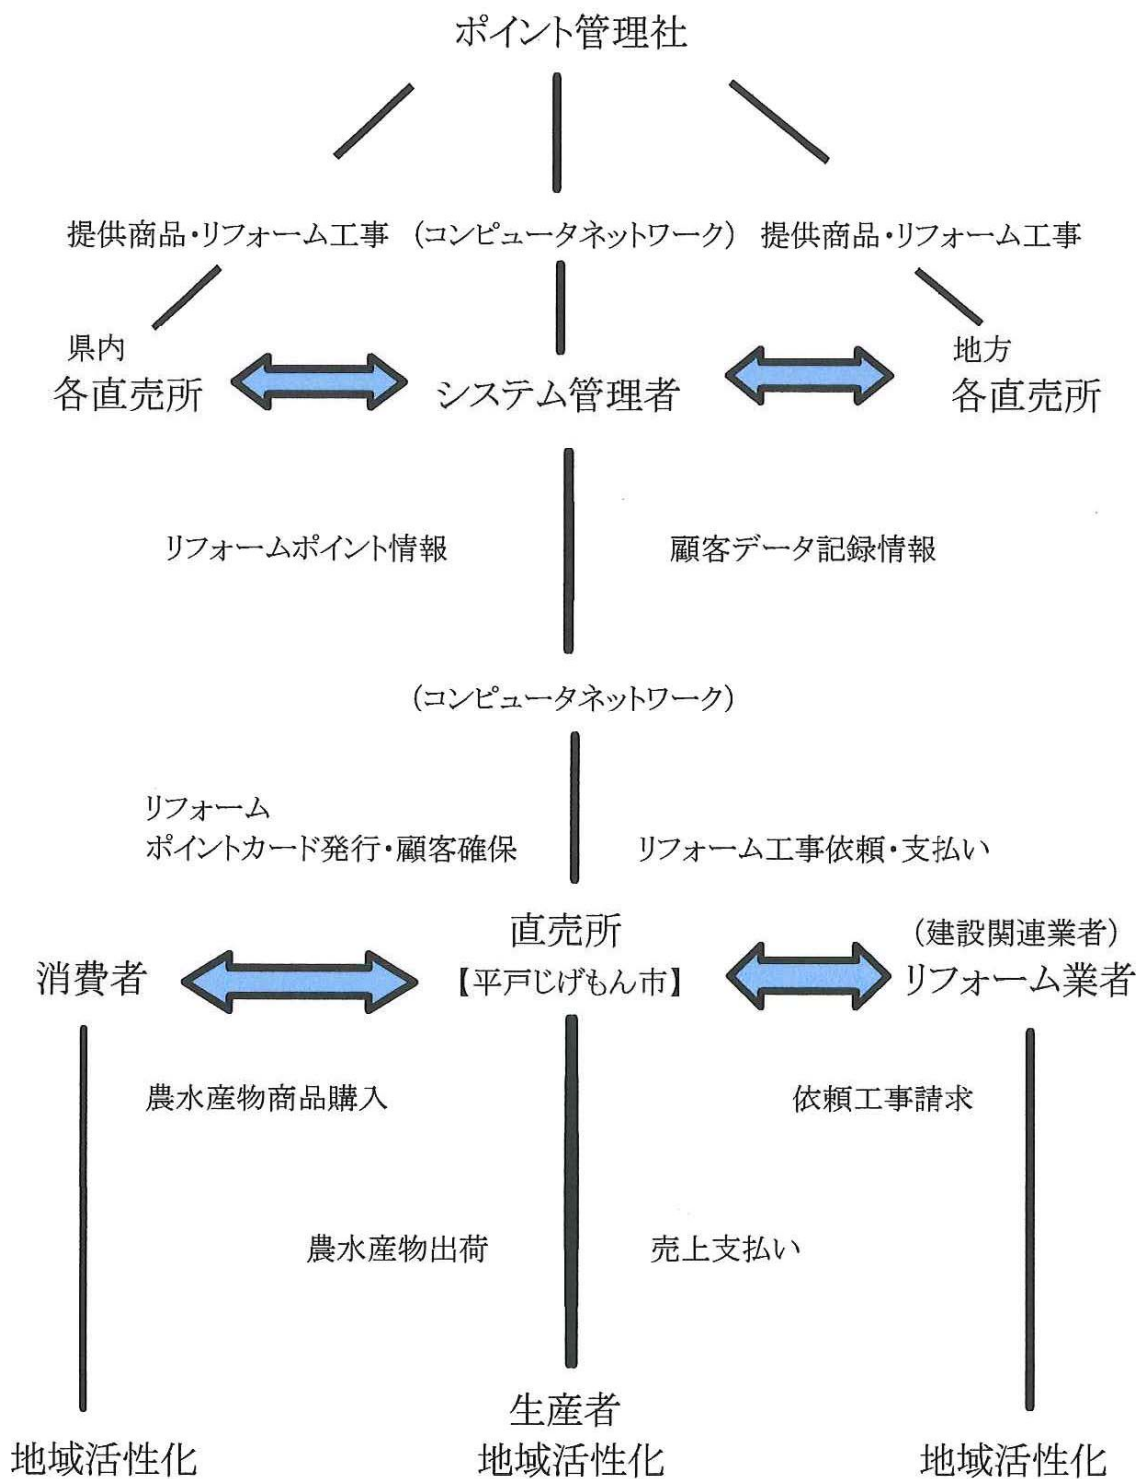 ポイント管理社
提供商品・リフォーム工事
(コンピュータネットワーク)
提供商品・リフォーム工事
県内
各直売所
システム管理者
地方
各直売所
リフォームポイント情報
顧客データ記録情報
(コンピュータネットワーク)
リフォーム
ポイントカード発行・顧客確保
リフォーム工事依頼・支払い
直売所
【平戸じげもん市】
消費者
(建設関連業者)
リフォーム業者
農水産物商品購入
依頼工事請求
農水産物出荷
売上支払い
生産者
地域活性化
地域活性化
地域活性化